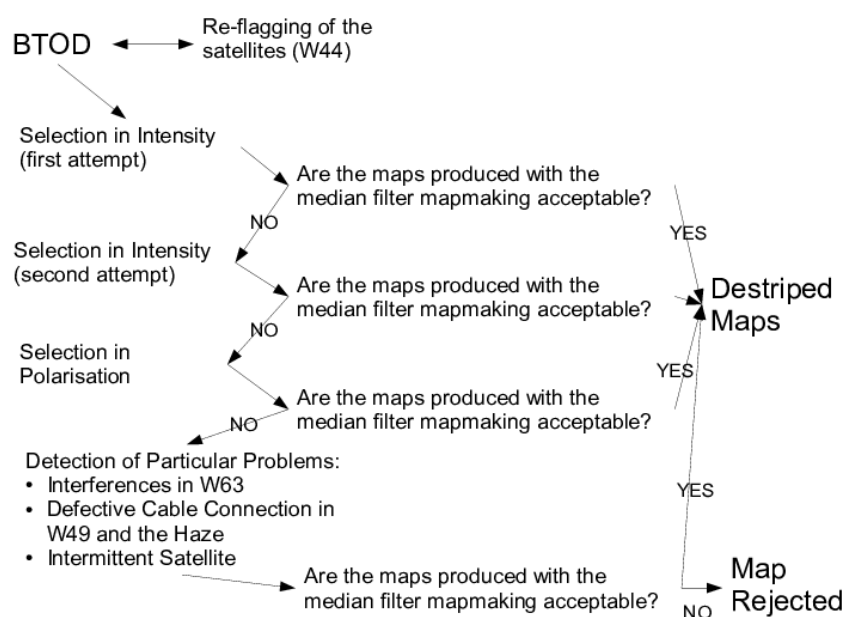 BTOD
Re-flagging of the
satellites (W44)
Selection in Intensity
(first attempt)
Are the maps produced with the
median filter mapmaking acceptable?
NO
YES
Selection in Intensity
(second attempt)
Are the maps produced with the
median filter mapmaking acceptable?
Destriped
Maps
NO
Selection in
Polarisation
YES
Are the maps produced with the
median filter mapmaking acceptable?
NO
Detection of Particular Problems:
• Interferences in W63
• Defective Cable Connection in
W49 and the Haze
• Intermittent Satellite
YES
Are the maps produced with the
median filter mapmaking acceptable?
NO
Map
Rejected